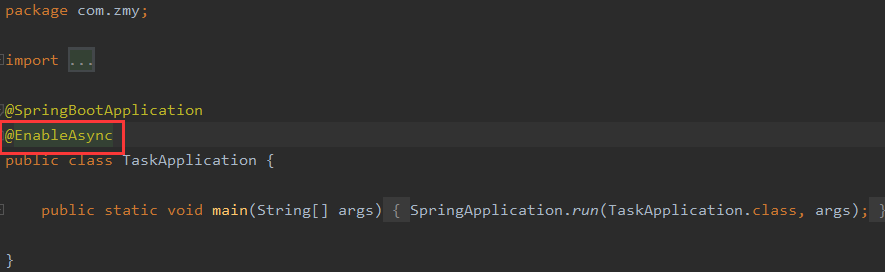 package com.zmy;
import ...
@SpringBootApplication
@EnableAsync
public class TaskApplication {
public static void main(String[] args) { SpringApplication.run(TaskApplication.class, args); }
}